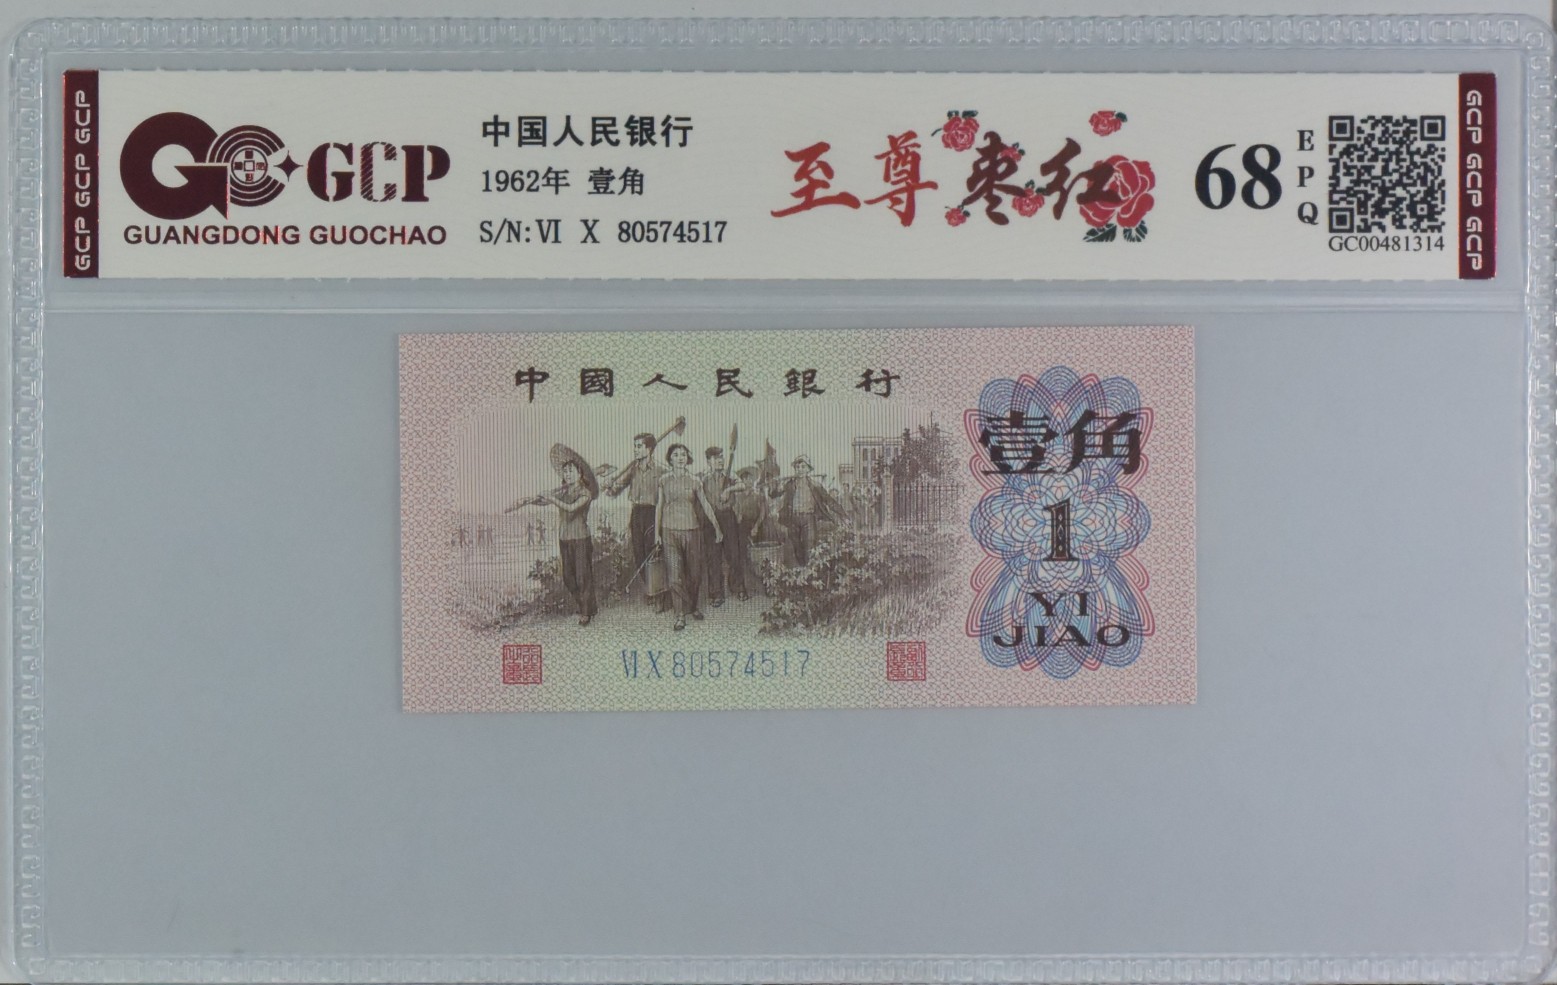 GCP GCP GCP
GCP
GUANGDONG GUOCHAO
中国人民银行
1962年 壹角
S/N: VI X 80574517
至尊枣红
68
EPQ
GC00481314
GCP GCP GCP
中國人民銀行
壹角
1
YI
JIAO
VI X 80574517